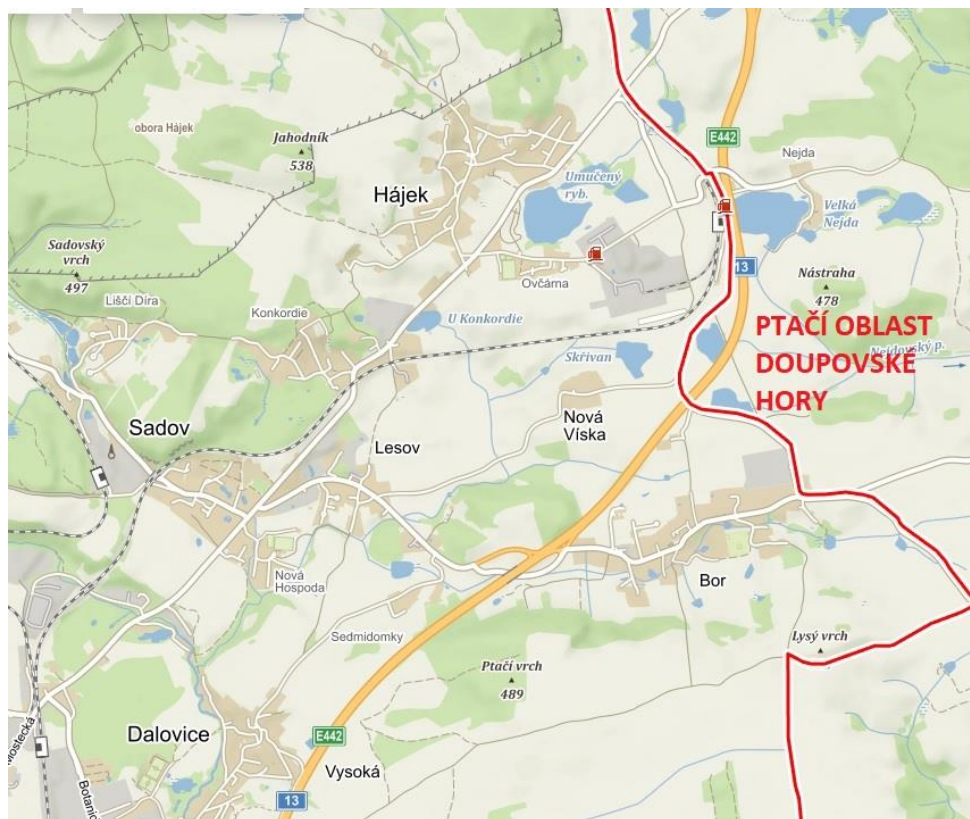 obora Hájek
Jahodník
538
Hájek
E442
Nejda
Umučený
ryb.
Velká
Nejda
Sadovský
vrch
497
Liščí Díra
Konkordie
U Konkordie
Ovčárna
13
Nástraha
478
PTAČÍ OBLAST
DOUPOVSKÉ
HORY
Nejdovský p.
Skřivan
Nová
Víska
Sadov
Lesov
Nová
Hospoda
Bor
Sedmidomky
Ptačí vrch
489
Lysý vrch
Mostecká
Dalovice
E442
Vysoká
13